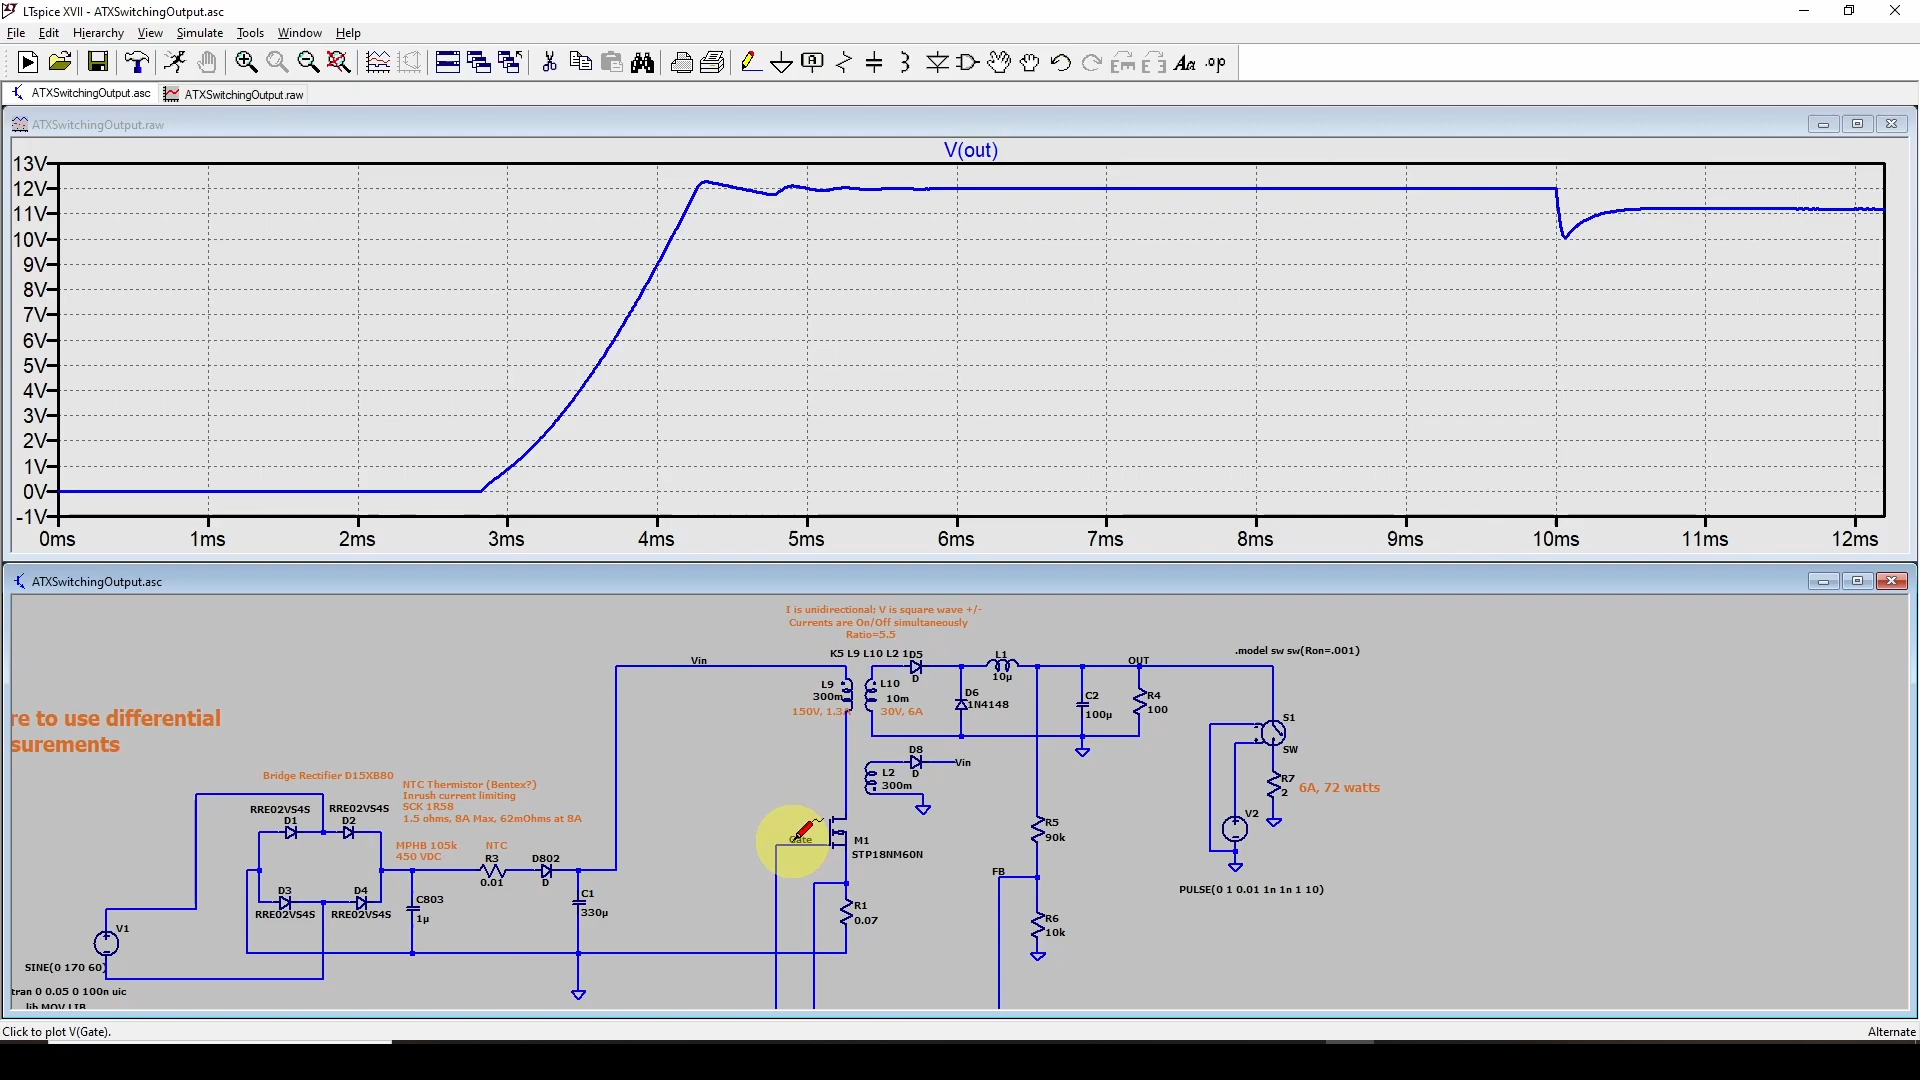 LTspice XVII - ATXSwitchingOutput.asc
File Edit Hierarchy View Simulate Tools Window Help
ATXSwitchingOutput.asc ATXSwitchingOutput.raw
ATXSwitchingOutput.raw
V(out)
13V
12V
11V
10V
9V
8V
7V
6V
5V
4V
3V
2V
1V
0V
-1V
0ms 1ms 2ms 3ms 4ms 5ms 6ms 7ms 8ms 9ms 10ms 11ms 12ms
ATXSwitchingOutput.asc
I is unidirectional; V is square wave +/-
Currents are On/Off simultaneously
Ratio=5.5
K5 L9 L10 L2 1
D5
D
L1
10µ
Vin
OUT
.model sw sw(Ron=.001)
L9
300m
150V, 1.3A
L10
10m
30V, 6A
D6
1N4148
C2
100µ
R4
100
S1
SW
R7
2
6A, 72 watts
V2
PULSE(0 1 0.01 1n 1n 1 10)
D8
D
Vin
L2
300m
re to use differential
surements
Bridge Rectifier D15XB80
NTC Thermistor (Bentex?)
Inrush current limiting
SCK 1R58
1.5 ohms, 8A Max, 62mOhms at 8A
RRE02VS4S
D1
RRE02VS4S
D2
MPHB 105k
450 VDC
NTC
R3
0.01
D802
D
Gate
M1
STP18NM60N
R5
90k
FB
D3
RRE02VS4S
D4
RRE02VS4S
C803
1µ
C1
330µ
R1
0.07
R6
10k
V1
SINE(0 170 60)
tran 0 0.05 0 100n uic
lib MOV.LIB
Click to plot V(Gate).
Alternate